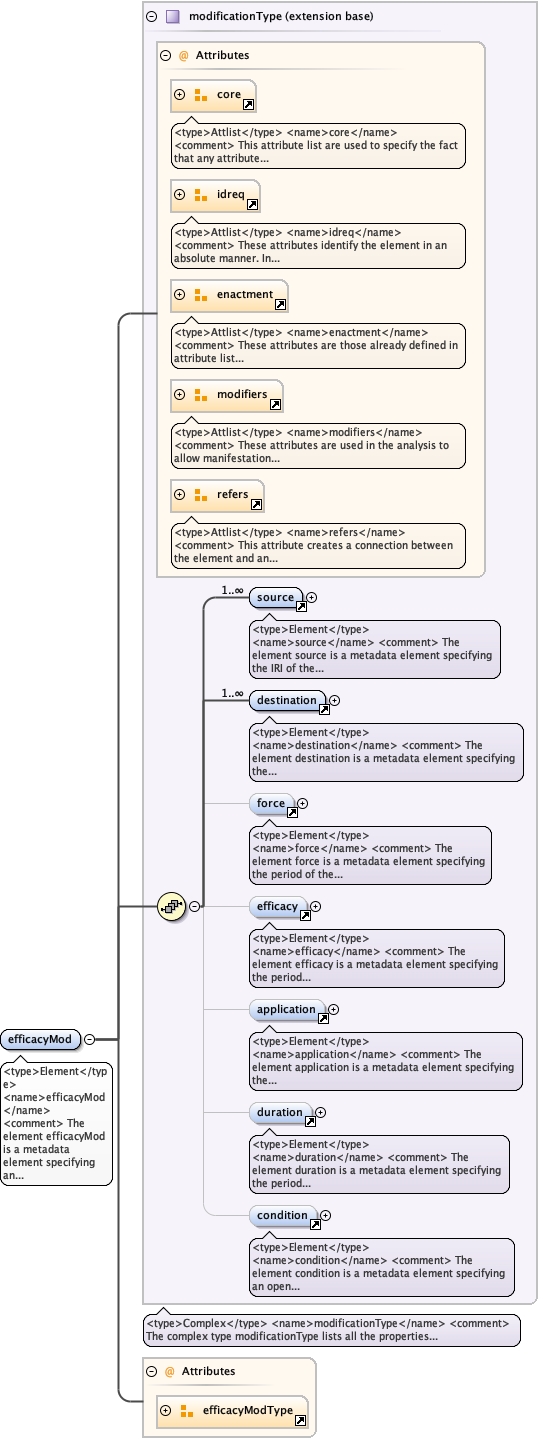 modificationType (extension base)
@ Attributes
core
<type>Attlist</type> <name>core</name>
<comment> This attribute list are used to specify the fact
that any attribute...
idreq
<type>Attlist</type> <name>idreq</name>
<comment> These attributes identify the element in an
absolute manner. In...
enactment
<type>Attlist</type> <name>enactment</name>
<comment> These attributes are those already defined in
attribute list...
modifiers
<type>Attlist</type> <name>modifiers</name>
<comment> These attributes are used in the analysis to
allow manifestation...
refers
<type>Attlist</type> <name>refers</name>
<comment> This attribute creates a connection between
the element and an...
1..∞
source
<type>Element</type>
<name>source</name> <comment> The
element source is a metadata element specifying
the IRI of the...
1..∞
destination
<type>Element</type>
<name>destination</name> <comment> The
element destination is a metadata element specifying
the...
force
<type>Element</type>
<name>force</name> <comment> The
element force is a metadata element specifying
the period of the...
efficacy
<type>Element</type>
<name>efficacy</name> <comment> The
element efficacy is a metadata element specifying
the period...
application
<type>Element</type>
<name>application</name> <comment> The
element application is a metadata element specifying
the...
duration
<type>Element</type>
<name>duration</name> <comment> The
element duration is a metadata element specifying
the period...
condition
<type>Element</type>
<name>condition</name> <comment> The
element condition is a metadata element specifying
an open...
efficacyMod
<type>Element</typ
e>
<name>efficacyMod
</name>
<comment> The
element efficacyMod
is a metadata
element specifying
an...
<type>Complex</type> <name>modificationType</name> <comment>
The complex type modificationType lists all the properties...
@ Attributes
efficacyModType